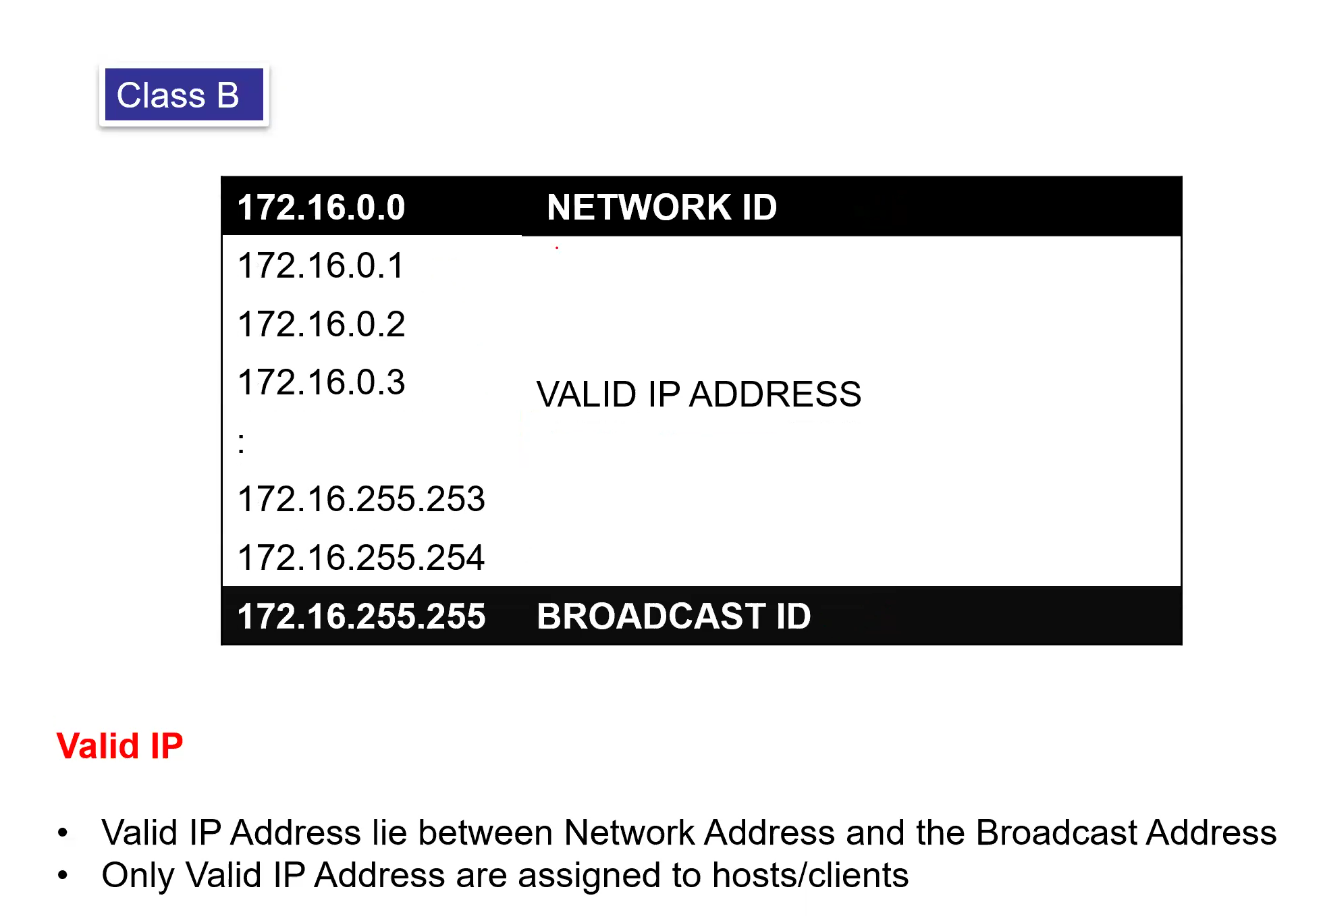 Class B
172.16.0.0 NETWORK ID
172.16.0.1
172.16.0.2
172.16.0.3
VALID IP ADDRESS
:
172.16.255.253
172.16.255.254
172.16.255.255 BROADCAST ID
Valid IP
• Valid IP Address lie between Network Address and the Broadcast Address
• Only Valid IP Address are assigned to hosts/clients